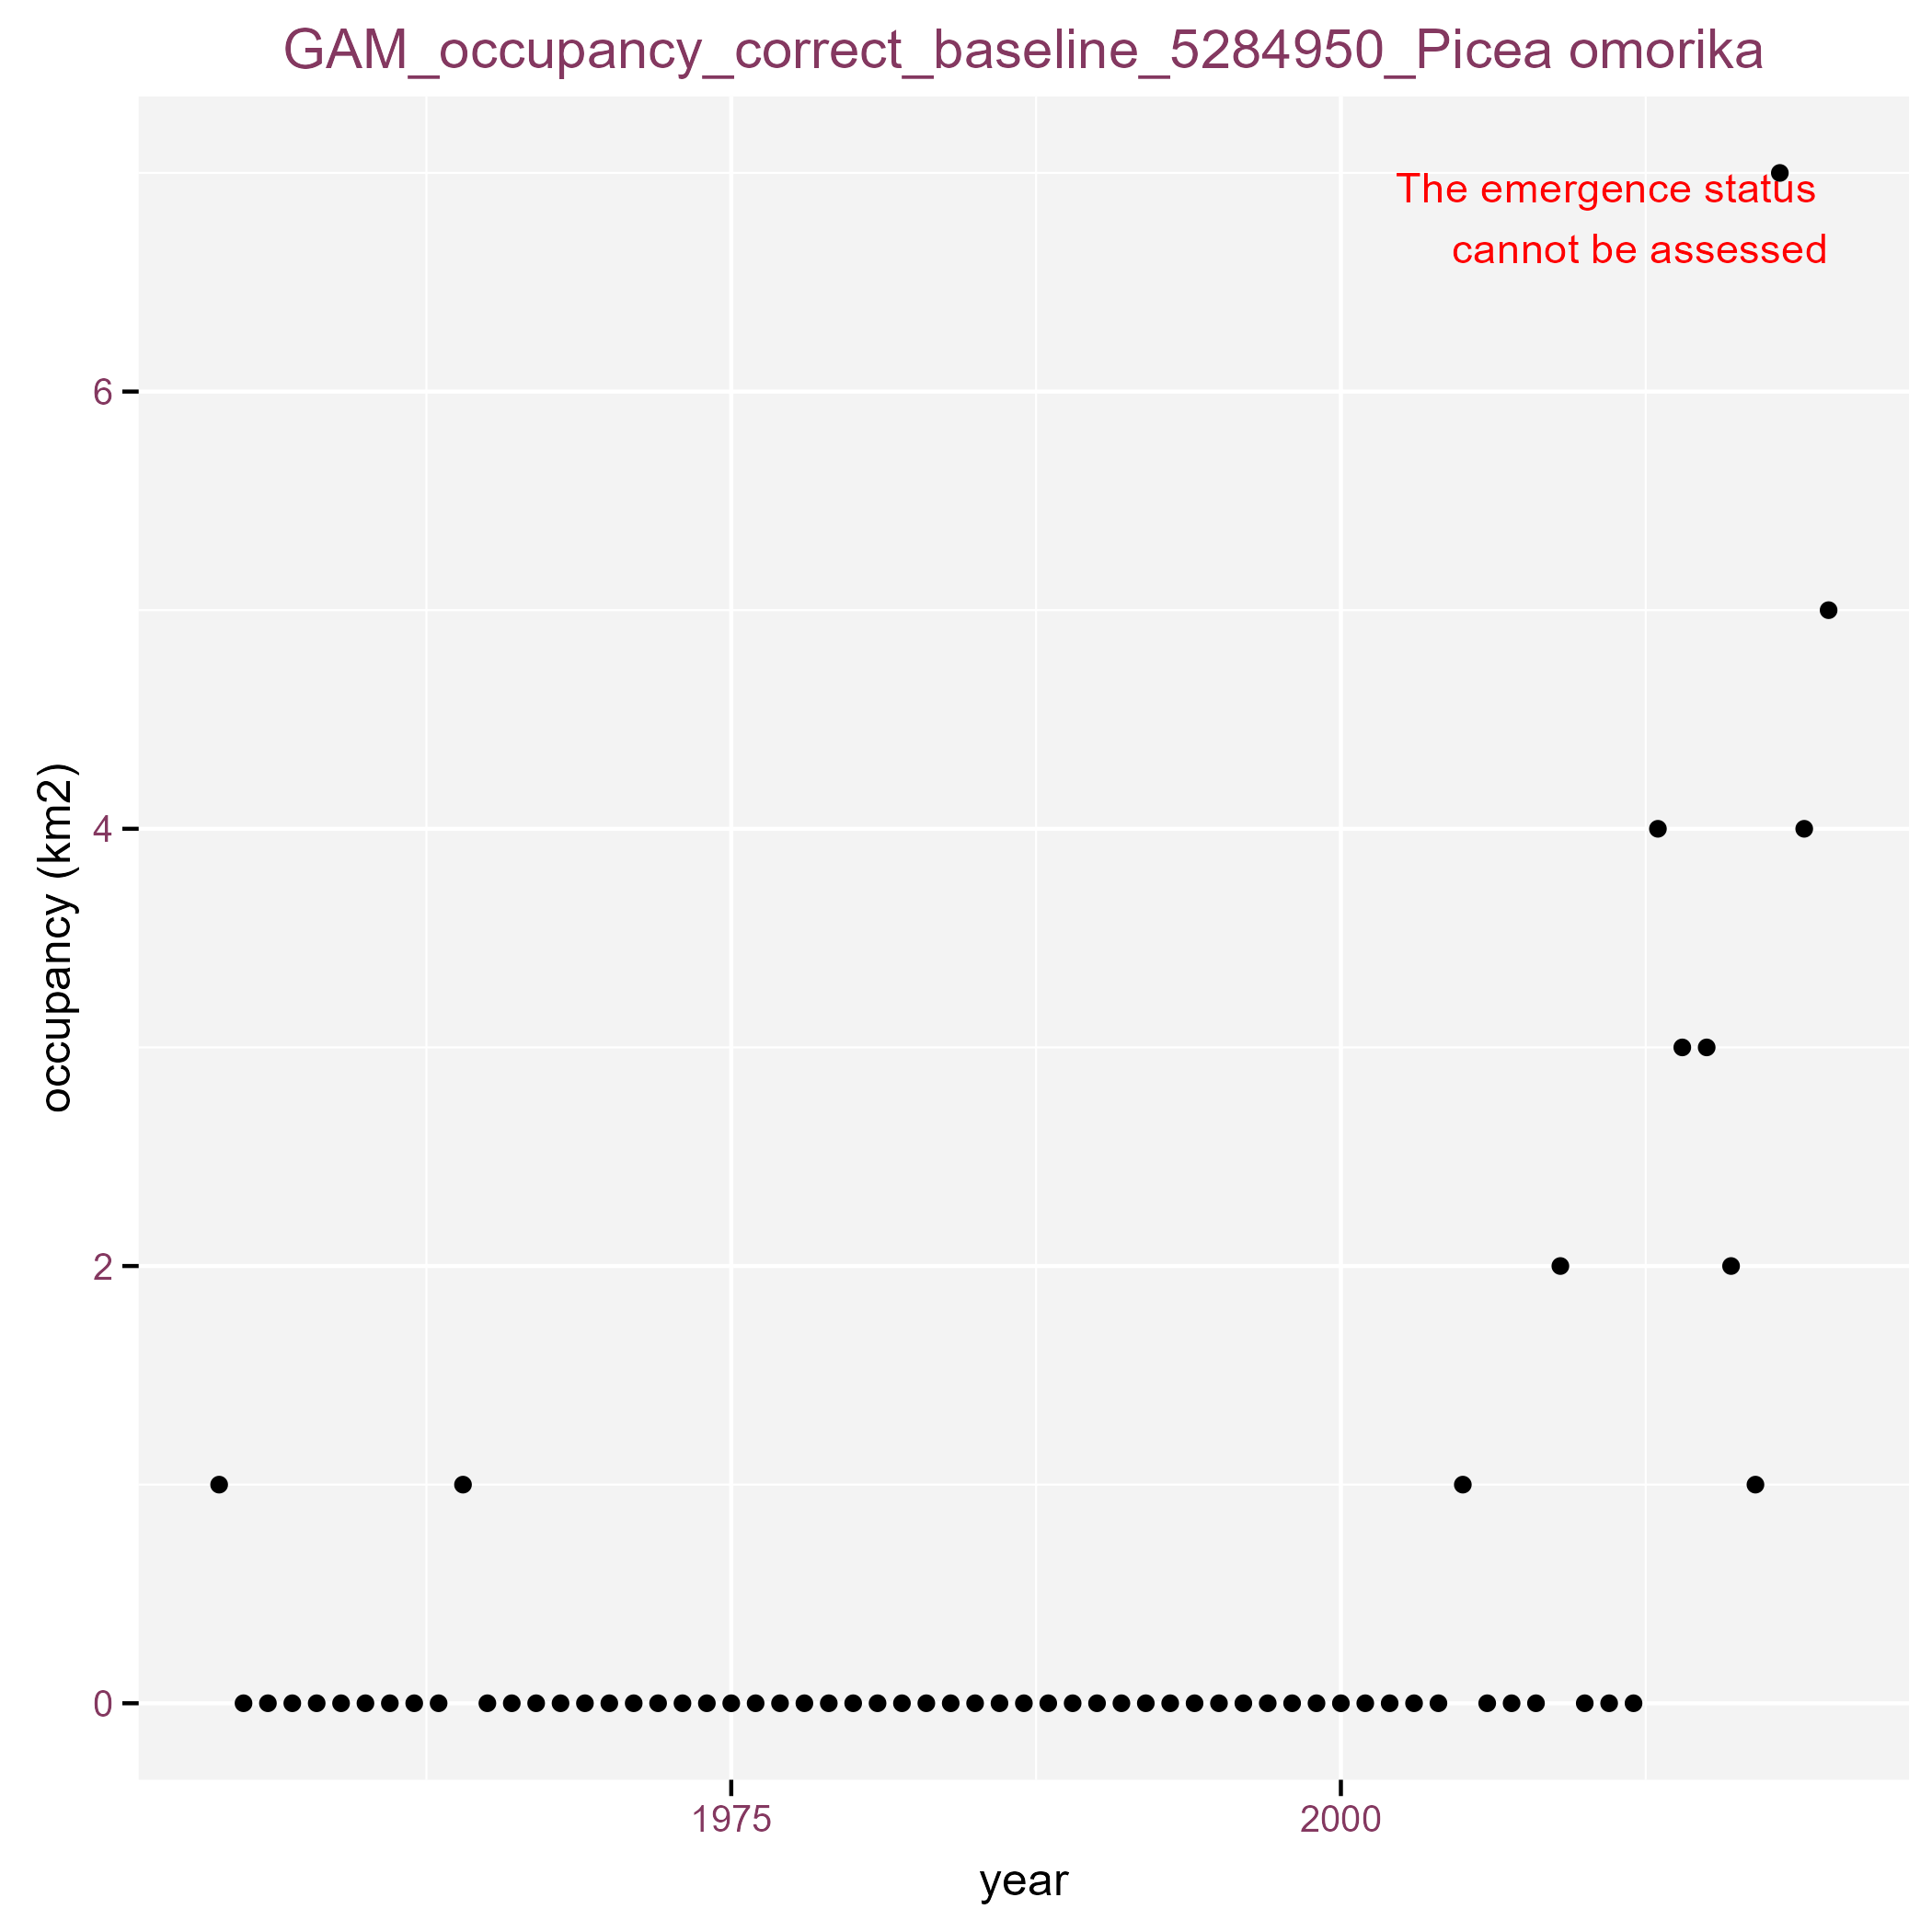 GAM_occupancy_correct_baseline_5284950_Picea omorika
The emergence status
cannot be assessed
6
4
2
0
occupancy (km2)
1975
2000
year